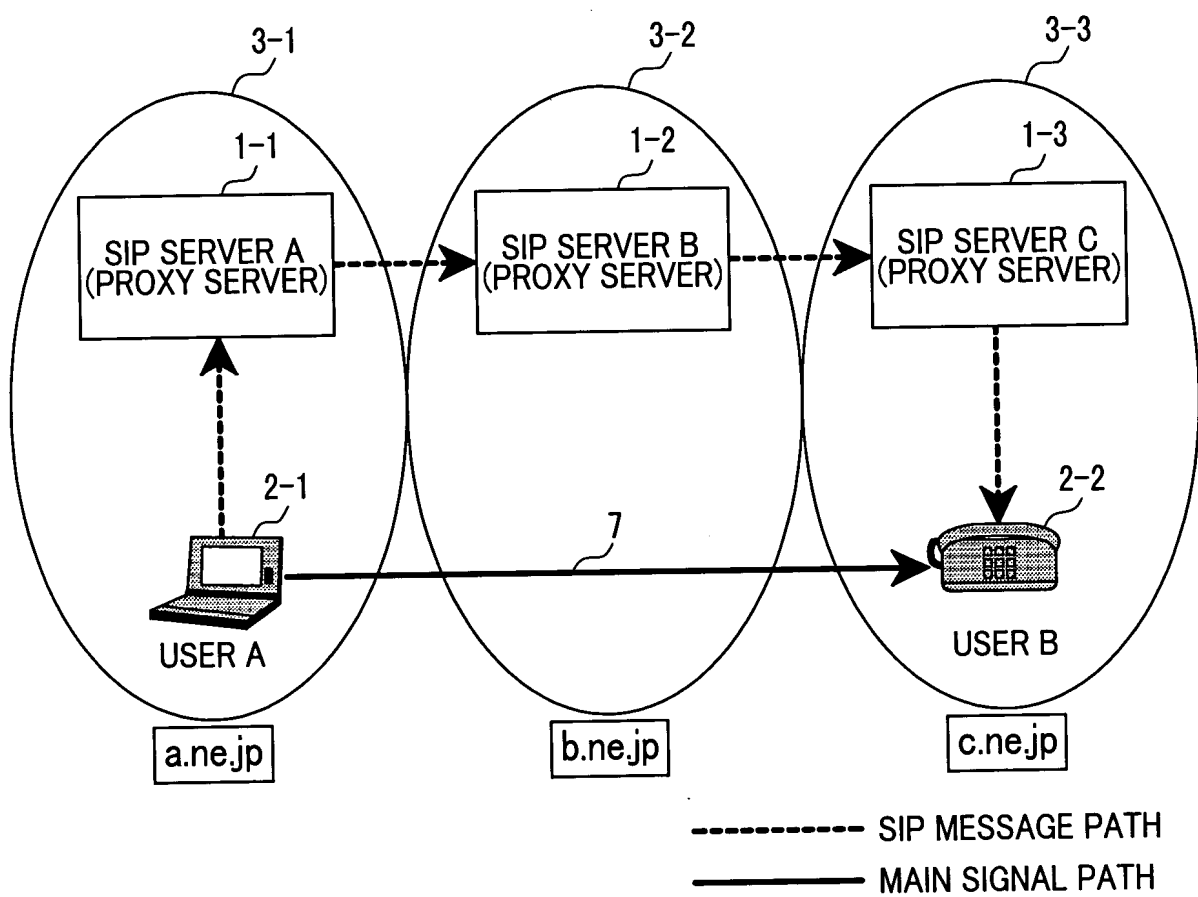 3-1
3-2
3-3
1-1
1-2
1-3
SIP SERVER A
(PROXY SERVER)
SIP SERVER B
(PROXY SERVER)
SIP SERVER C
(PROXY SERVER)
2-1
7
2-2
USER A
USER B
a.ne.jp
b.ne.jp
c.ne.jp
SIP MESSAGE PATH
MAIN SIGNAL PATH